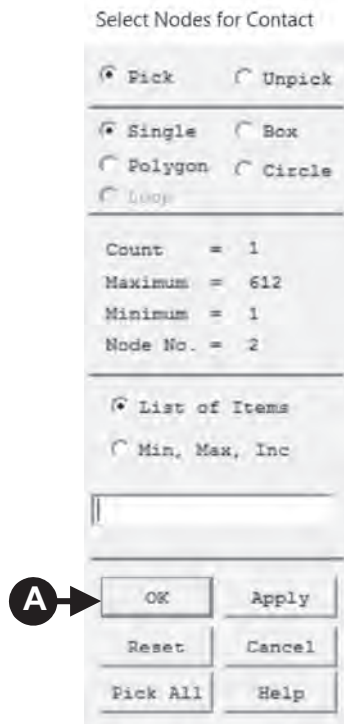 Select Nodes for Contact
Pick Unpick
Single Box
Polygon Circle
Loop
Count = 1
Maximum = 612
Minimum = 1
Node No. = 2
List of Items
Min, Max, Inc
A OK Apply
Reset Cancel
Pick All Help